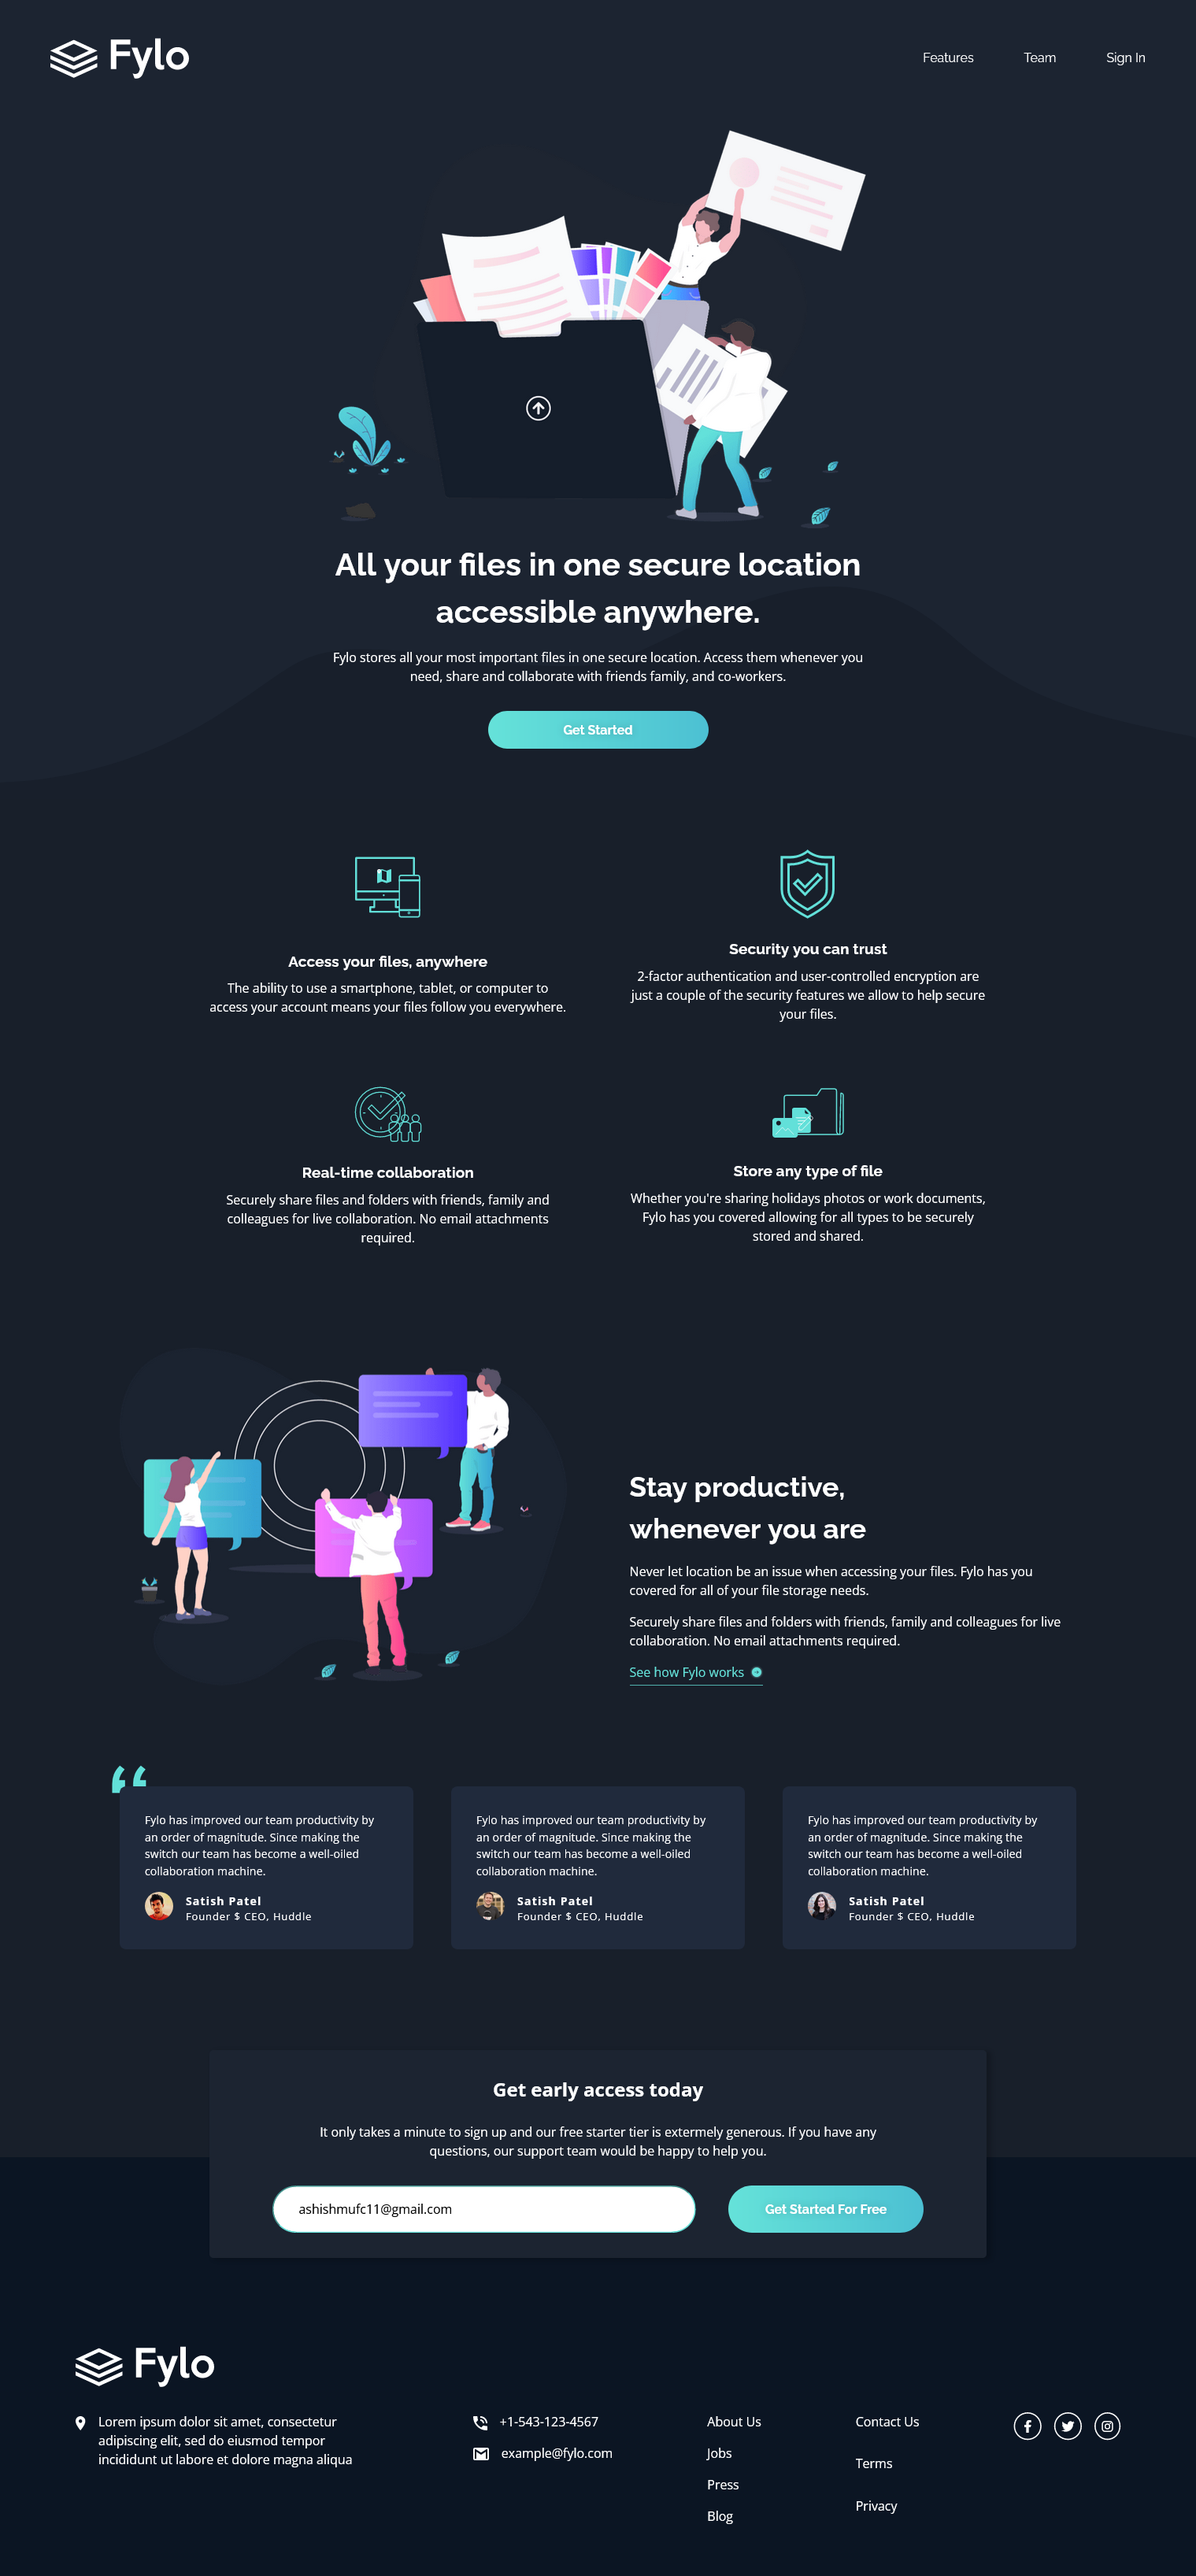 Fylo
Features
Team
Sign In
All your files in one secure location
accessible anywhere.
Fylo stores all your most important files in one secure location. Access them whenever you
need, share and collaborate with friends family, and co-workers.
Get Started
Access your files, anywhere
The ability to use a smartphone, tablet, or computer to
access your account means your files follow you everywhere.
Security you can trust
2-factor authentication and user-controlled encryption are
just a couple of the security features we allow to help secure
your files.
Real-time collaboration
Securely share files and folders with friends, family and
colleagues for live collaboration. No email attachments
required.
Store any type of file
Whether you're sharing holidays photos or work documents,
Fylo has you covered allowing for all types to be securely
stored and shared.
Stay productive,
whenever you are
Never let location be an issue when accessing your files. Fylo has you
covered for all of your file storage needs.
Securely share files and folders with friends, family and colleagues for live
collaboration. No email attachments required.
See how Fylo works
Fylo has improved our team productivity by
an order of magnitude. Since making the
switch our team has become a well-oiled
collaboration machine.
Satish Patel
Founder $ CEO, Huddle
Fylo has improved our team productivity by
an order of magnitude. Since making the
switch our team has become a well-oiled
collaboration machine.
Satish Patel
Founder $ CEO, Huddle
Fylo has improved our team productivity by
an order of magnitude. Since making the
switch our team has become a well-oiled
collaboration machine.
Satish Patel
Founder $ CEO, Huddle
Get early access today
It only takes a minute to sign up and our free starter tier is extermely generous. If you have any
questions, our support team would be happy to help you.
ashishmufc11@gmail.com
Get Started For Free
Fylo
Lorem ipsum dolor sit amet, consectetur
adipiscing elit, sed do eiusmod tempor
incididunt ut labore et dolore magna aliqua
+1-543-123-4567
example@fylo.com
About Us
Jobs
Press
Blog
Contact Us
Terms
Privacy